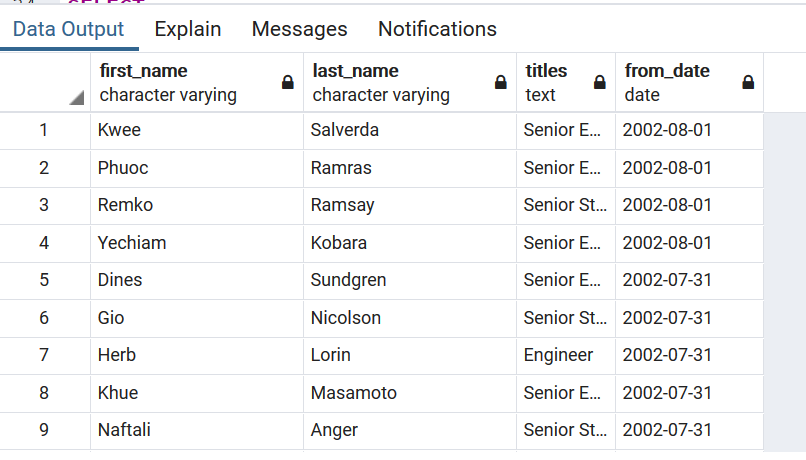 Data Output Explain Messages Notifications
first_name last_name titles from_date
character varying character varying text date
1 Kwee Salverda Senior E... 2002-08-01
2 Phuoc Ramras Senior E... 2002-08-01
3 Remko Ramsay Senior St... 2002-08-01
4 Yechiam Kobara Senior E... 2002-08-01
5 Dines Sundgren Senior E... 2002-07-31
6 Gio Nicolson Senior St... 2002-07-31
7 Herb Lorin Engineer 2002-07-31
8 Khue Masamoto Senior E... 2002-07-31
9 Naftali Anger Senior St... 2002-07-31